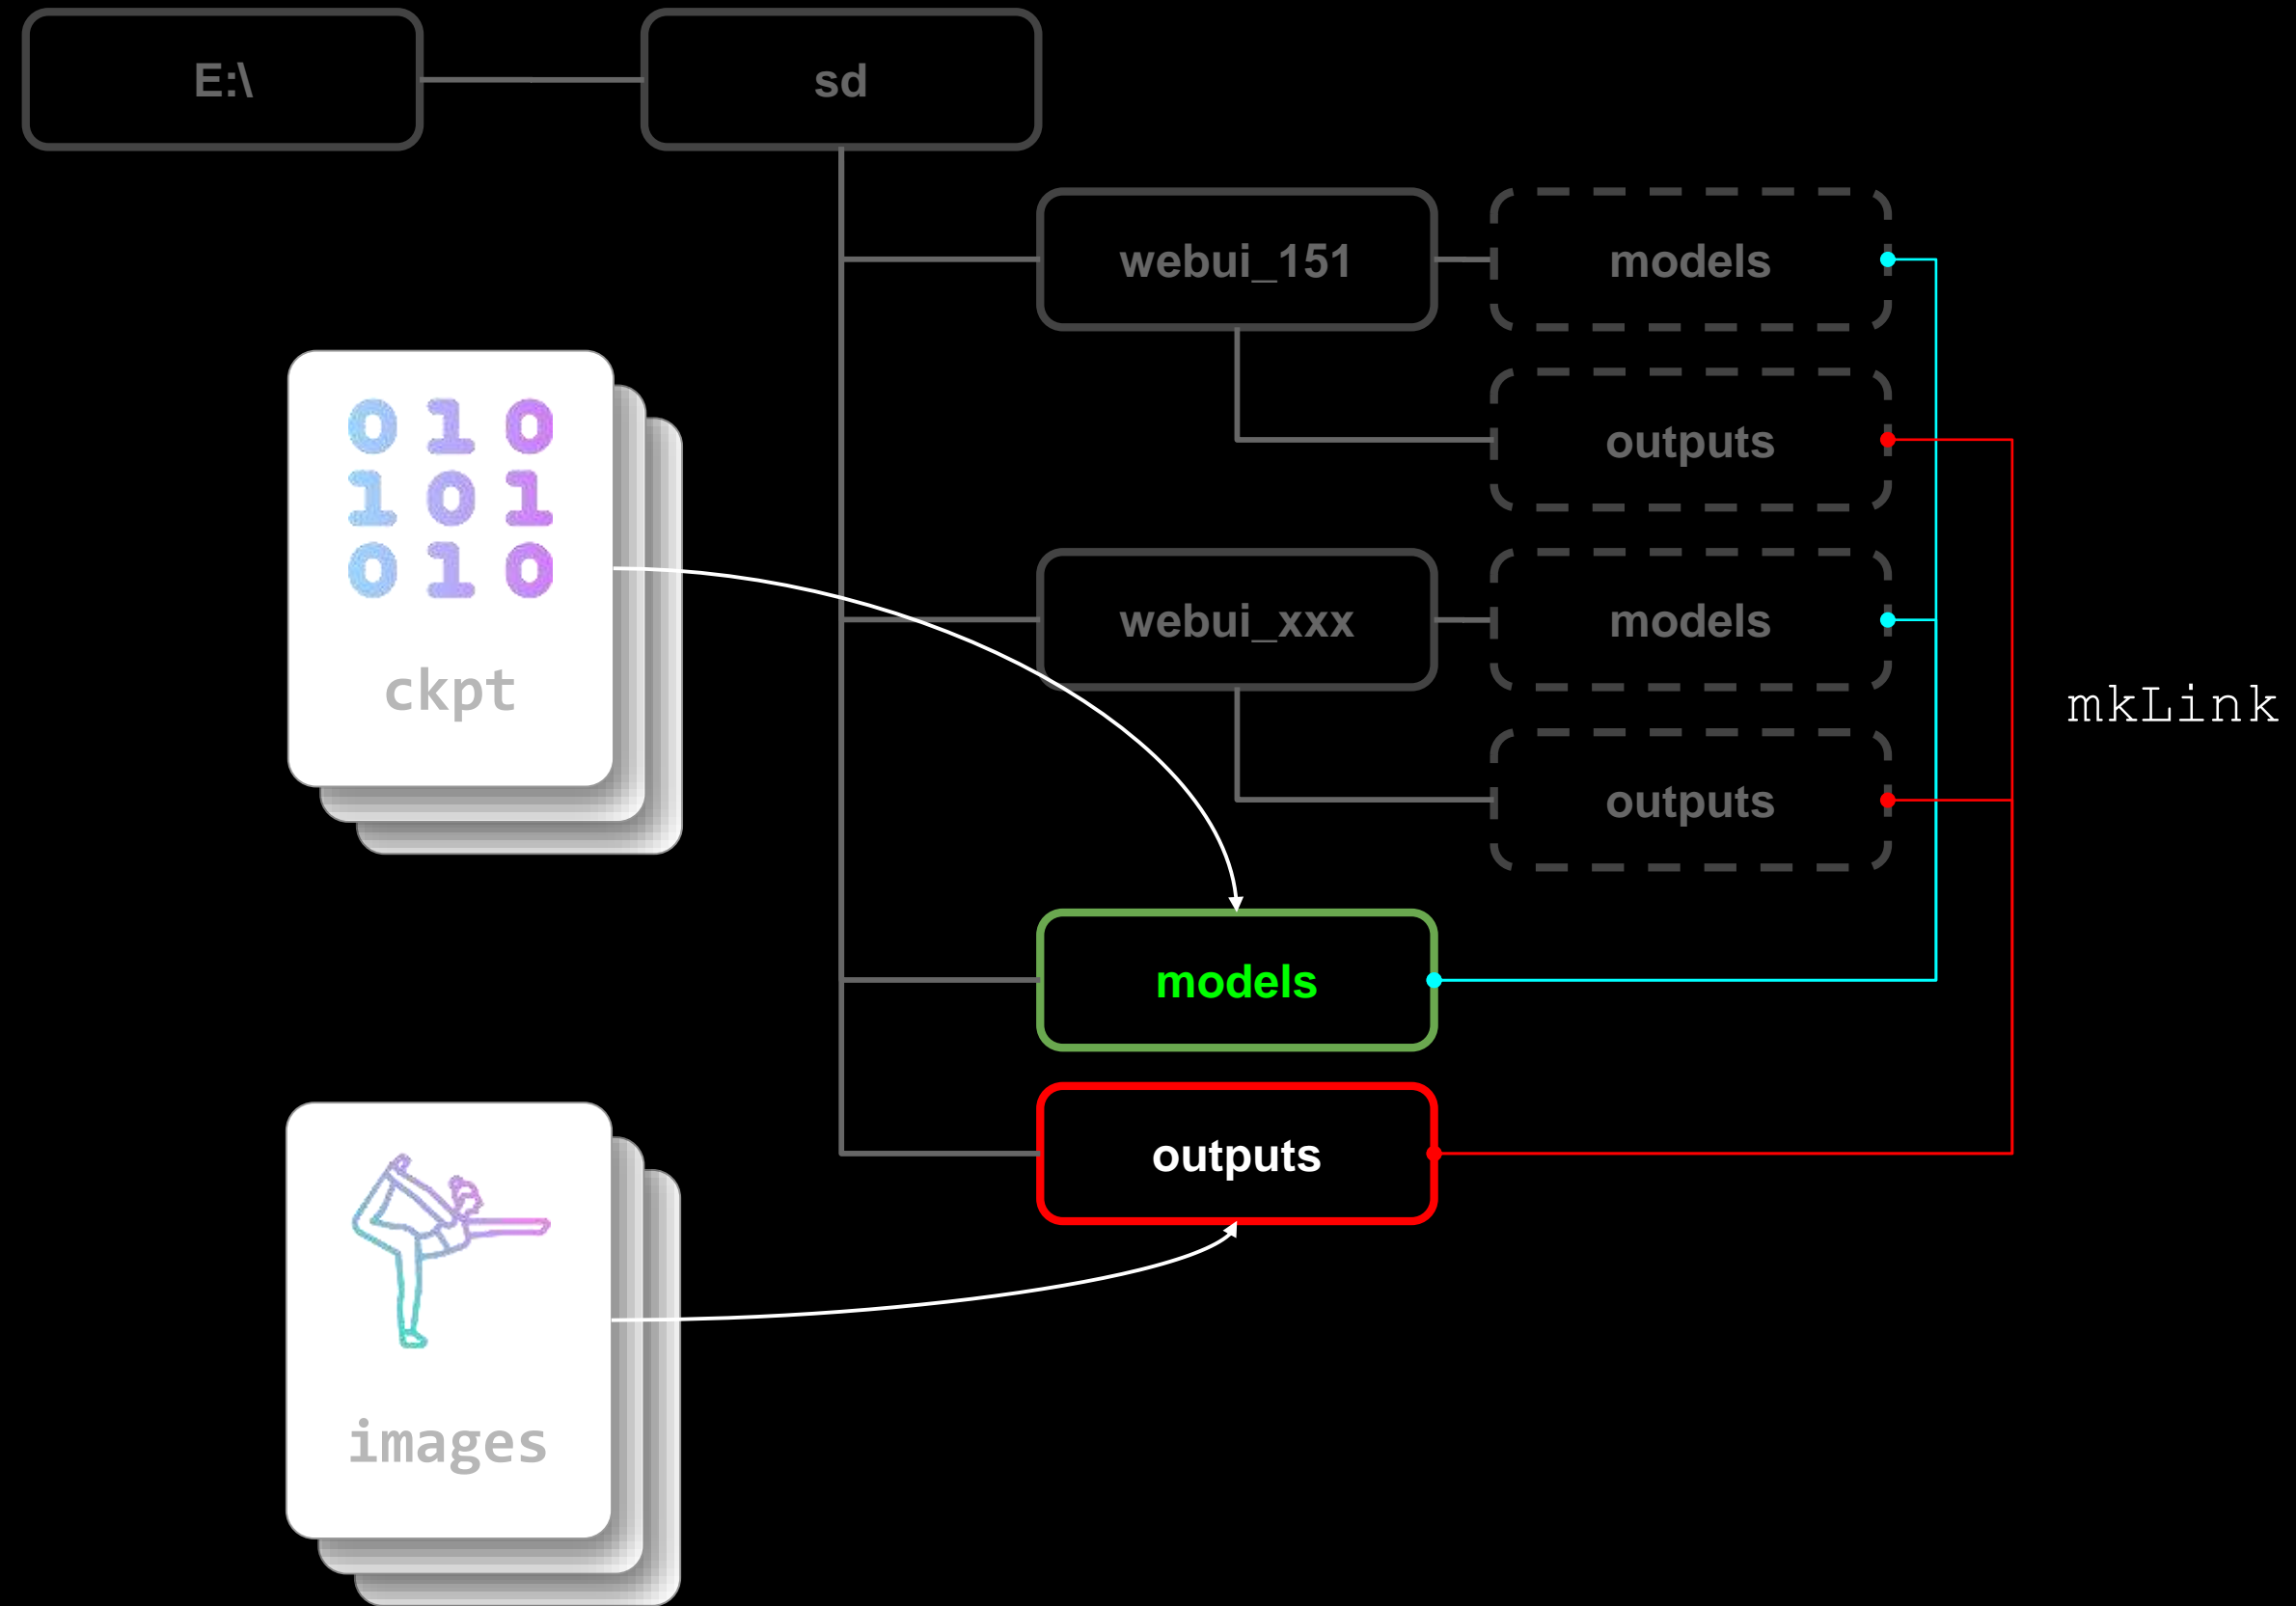 E:\
sd
webui_151
models
outputs
010
101
010
ckpt
webui_xxx
models
outputs
mkLink
models
outputs
images